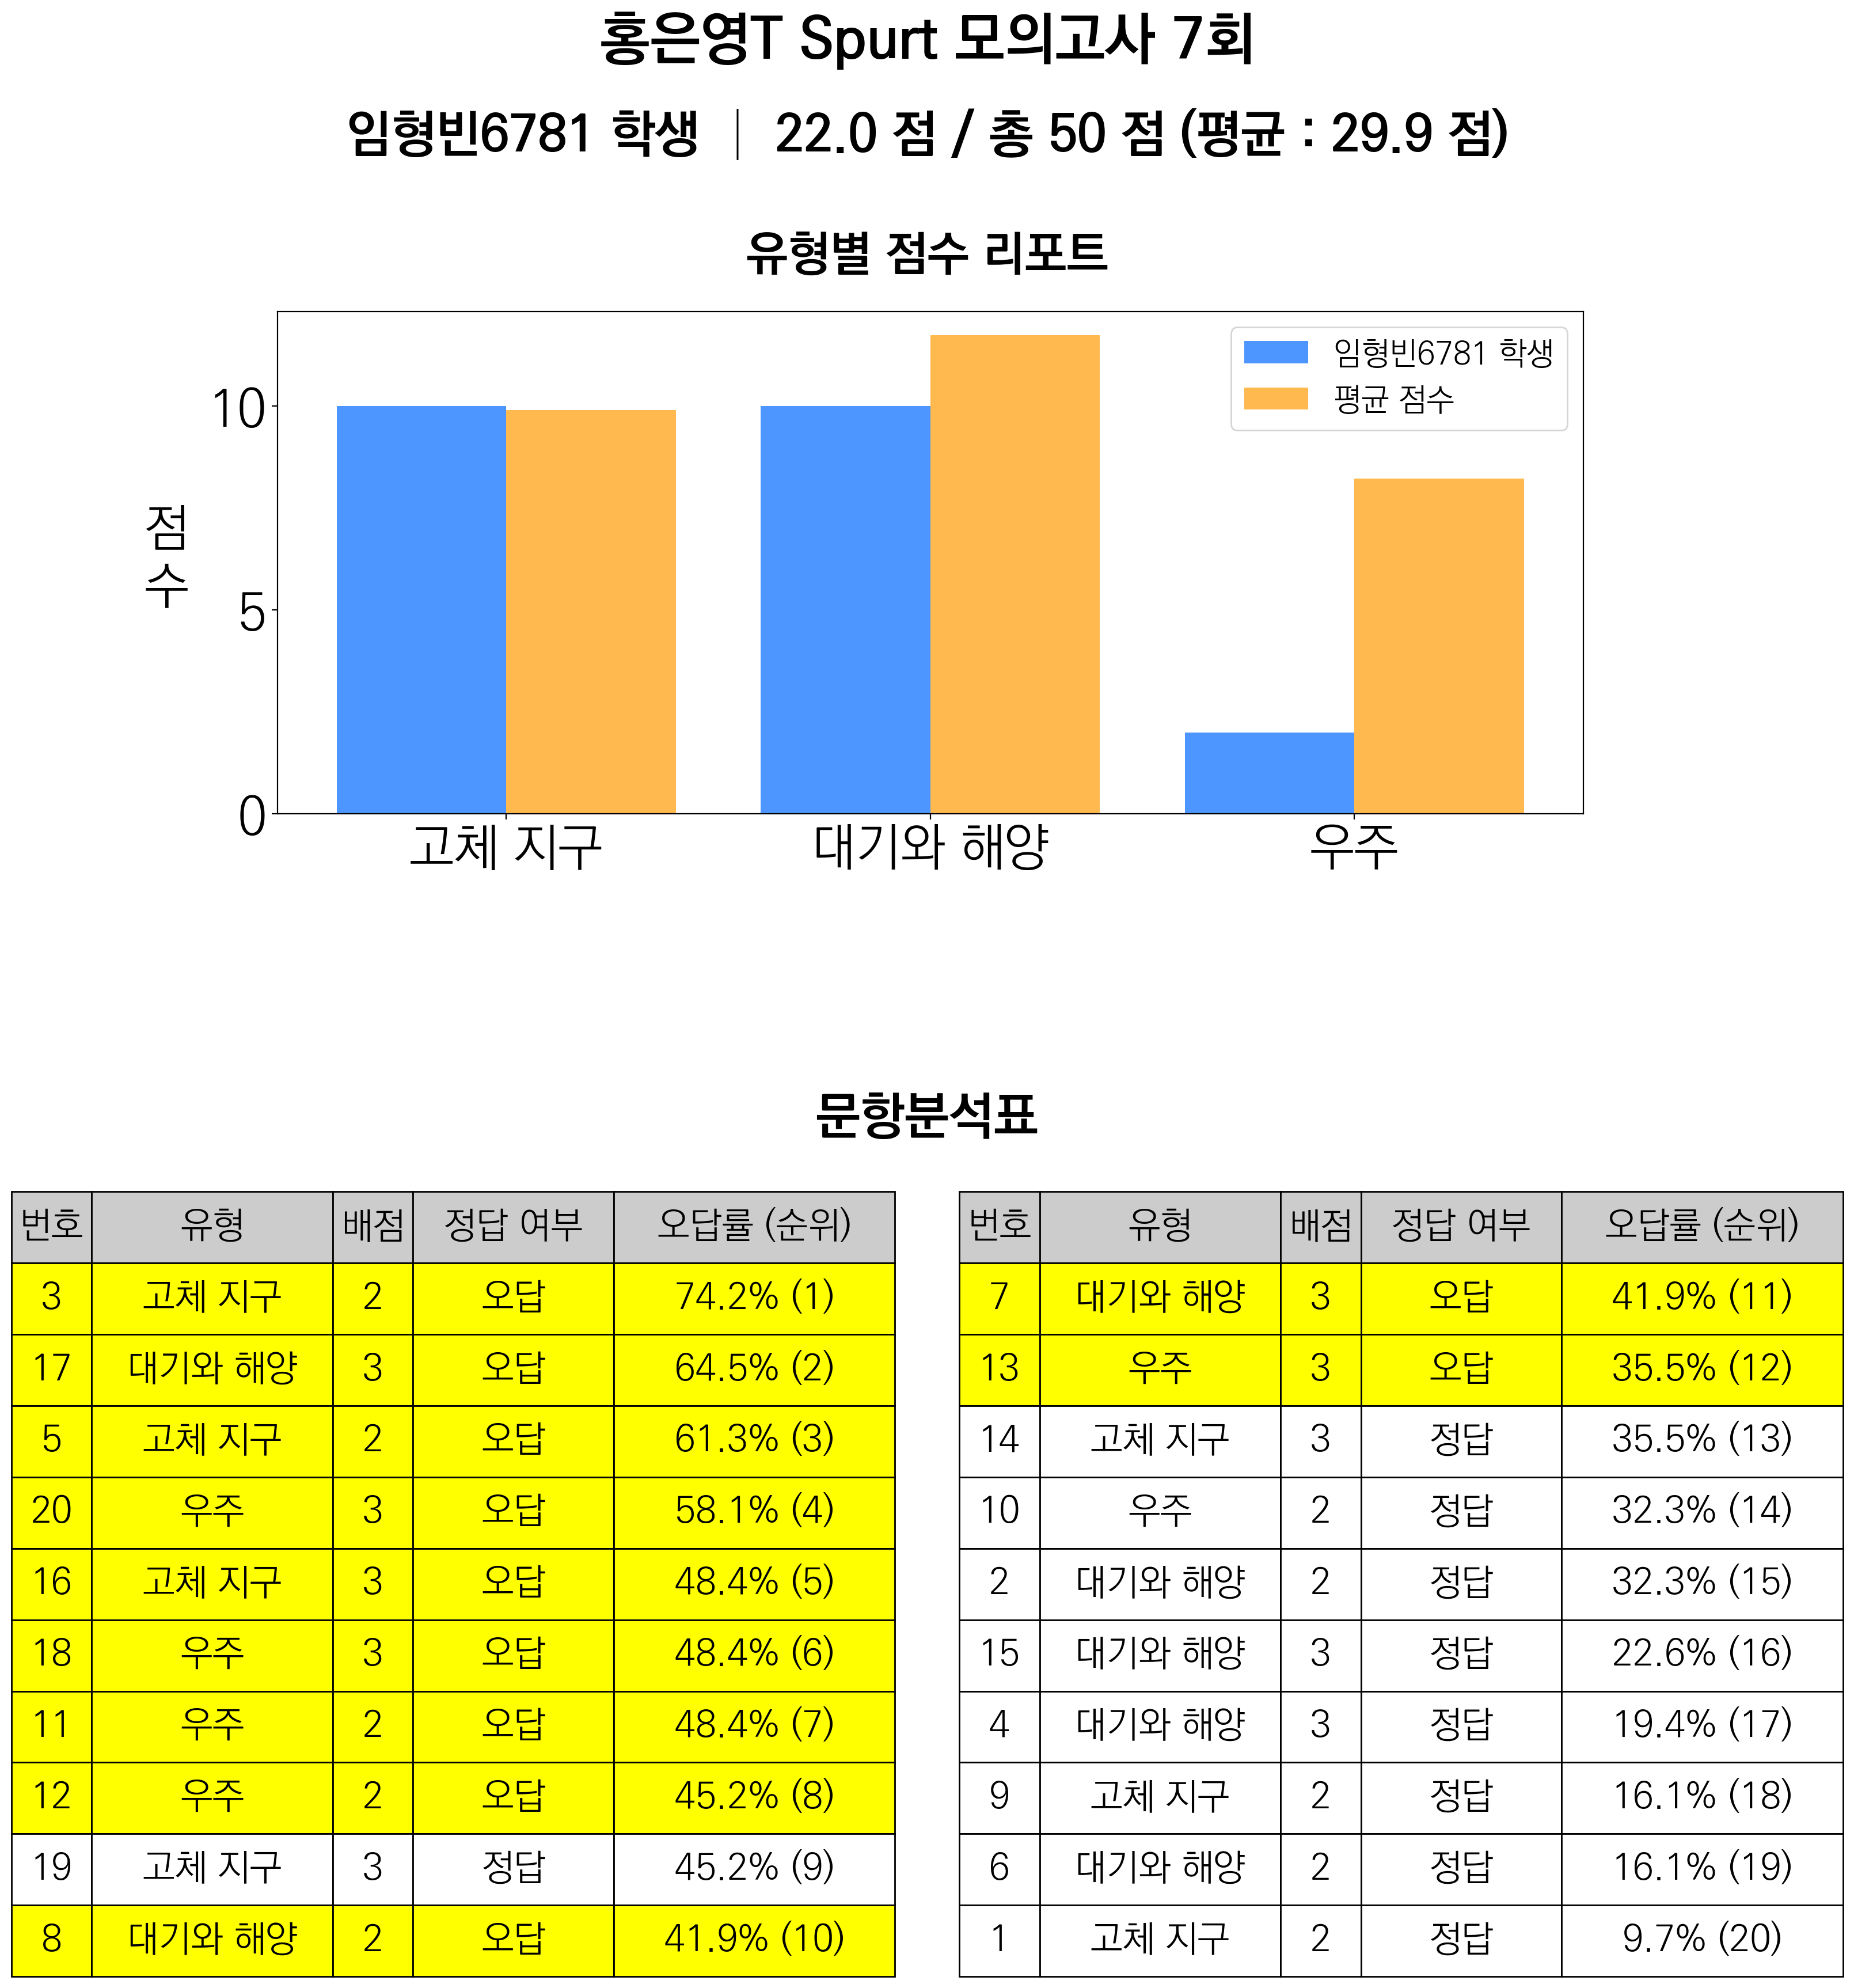 홍은영T Spurt 모의고사 7회
임형빈6781 학생 | 22.0 점 / 총 50 점 (평균 : 29.9 점)
유형별 점수 리포트
임형빈6781 학생
평균 점수
점수
10
5
0
고체 지구 대기와 해양 우주
문항분석표
번호 유형 배점 정답 여부 오답률 (순위)
3 고체 지구 2 오답 74.2% (1)
17 대기와 해양 3 오답 64.5% (2)
5 고체 지구 2 오답 61.3% (3)
20 우주 3 오답 58.1% (4)
16 고체 지구 3 오답 48.4% (5)
18 우주 3 오답 48.4% (6)
11 우주 2 오답 48.4% (7)
12 우주 2 오답 45.2% (8)
19 고체 지구 3 정답 45.2% (9)
8 대기와 해양 2 오답 41.9% (10)
번호 유형 배점 정답 여부 오답률 (순위)
7 대기와 해양 3 오답 41.9% (11)
13 우주 3 오답 35.5% (12)
14 고체 지구 3 정답 35.5% (13)
10 우주 2 정답 32.3% (14)
2 대기와 해양 2 정답 32.3% (15)
15 대기와 해양 3 정답 22.6% (16)
4 대기와 해양 3 정답 19.4% (17)
9 고체 지구 2 정답 16.1% (18)
6 대기와 해양 2 정답 16.1% (19)
1 고체 지구 2 정답 9.7% (20)